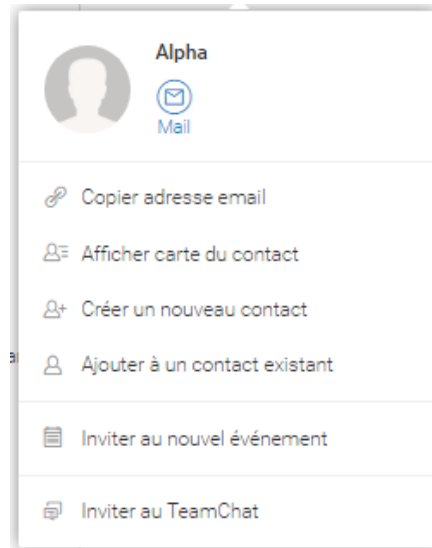 Alpha
Mail
Copier adresse email
Afficher carte du contact
Créer un nouveau contact
Ajouter à un contact existant
Inviter au nouvel événement
Inviter au TeamChat